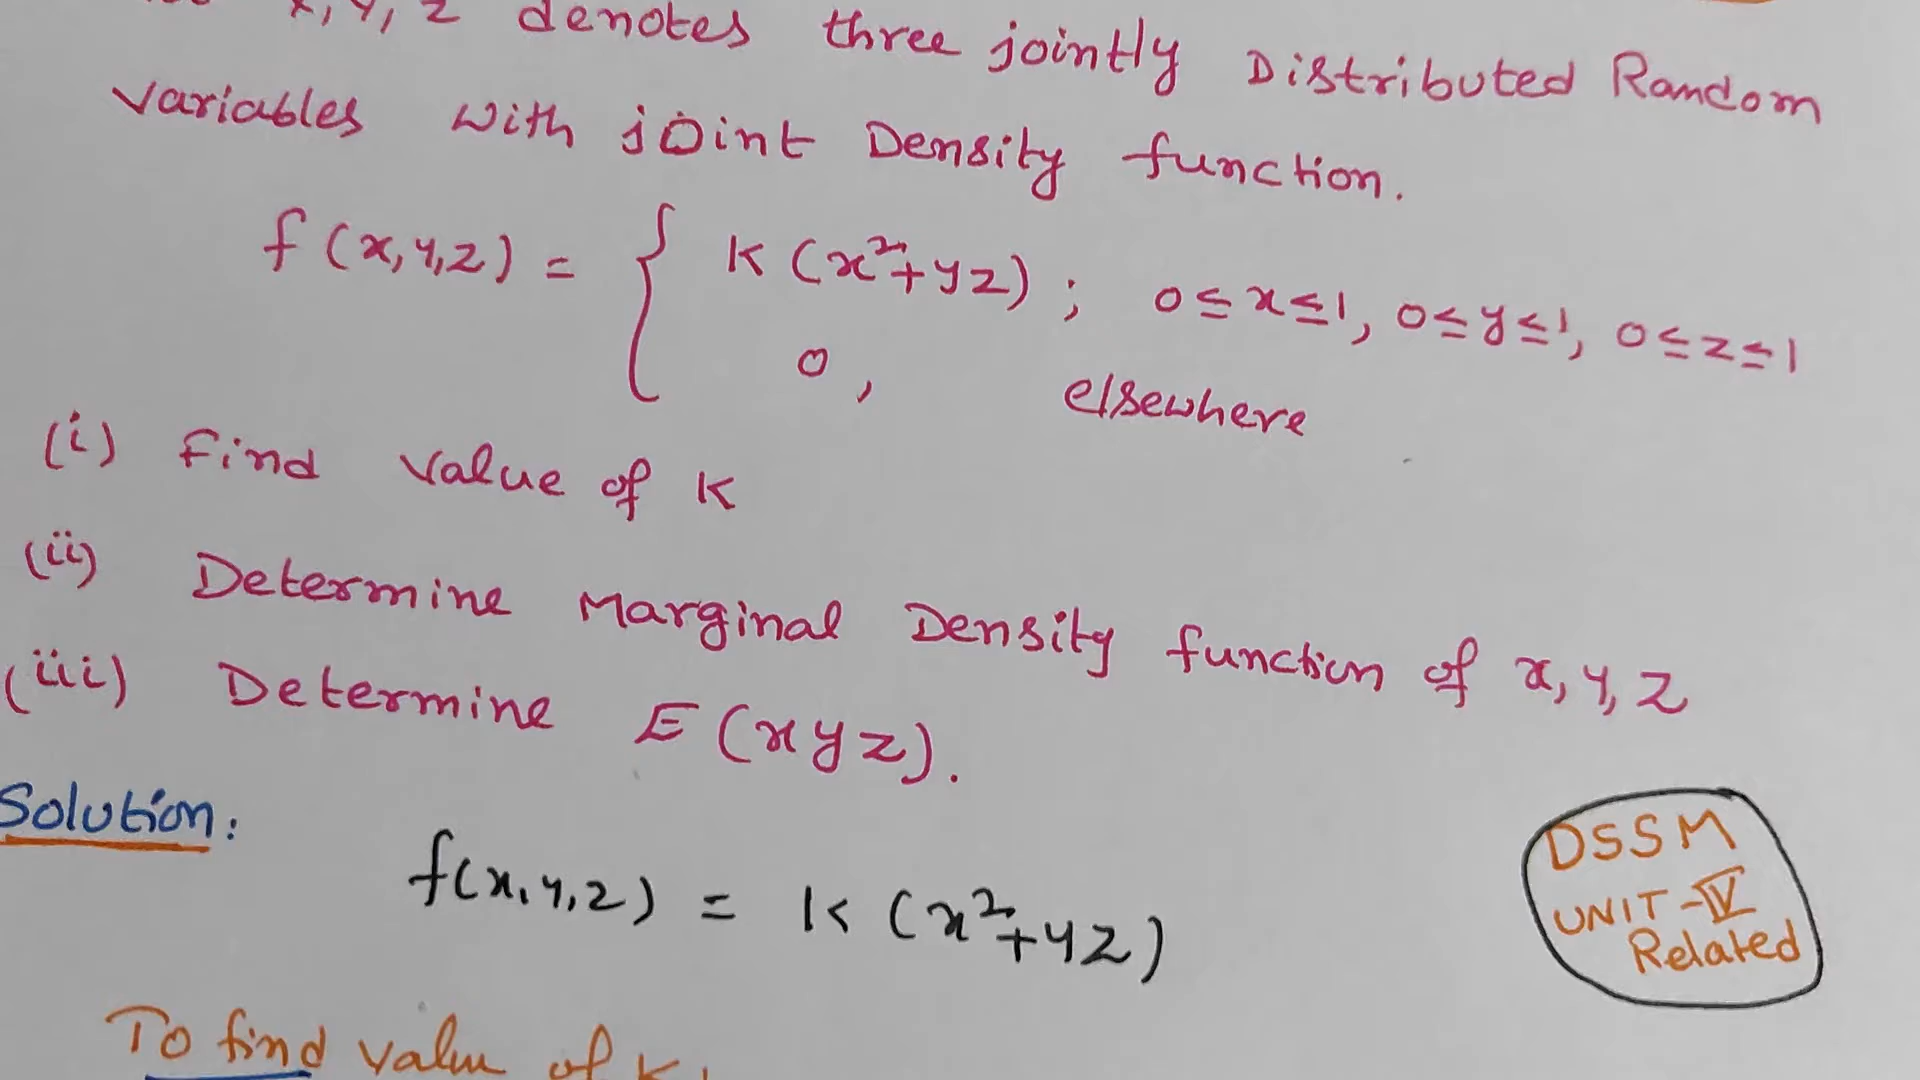 x, y, z denotes three jointly Distributed Random
variables with joint Density function.
f(x,y,z) = { K(x²+yz) ; 0≤x≤1, 0≤y≤1, 0≤z≤1
0, elsewhere
(i) find value of K
(ii) Determine Marginal Density function of x, y, z
(iii) Determine E(xyz).
Solution:
f(x,y,z) = K(x²+yz)
DSSM
UNIT-IV
Related
To find value of K